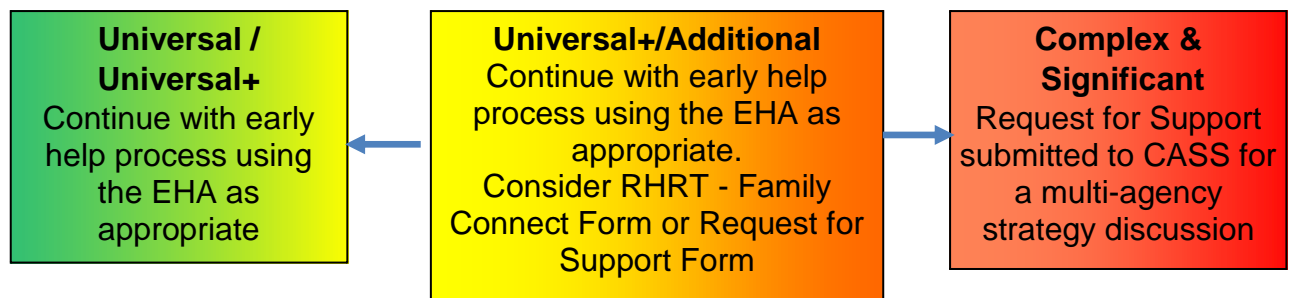 Universal /
Universal+
Continue with early
help process using
the EHA as
appropriate
Universal+/Additional
Continue with early help
process using the EHA as
appropriate.
Consider RHRT - Family
Connect Form or Request for
Support Form
Complex &
Significant
Request for Support
submitted to CASS for
a multi-agency
strategy discussion